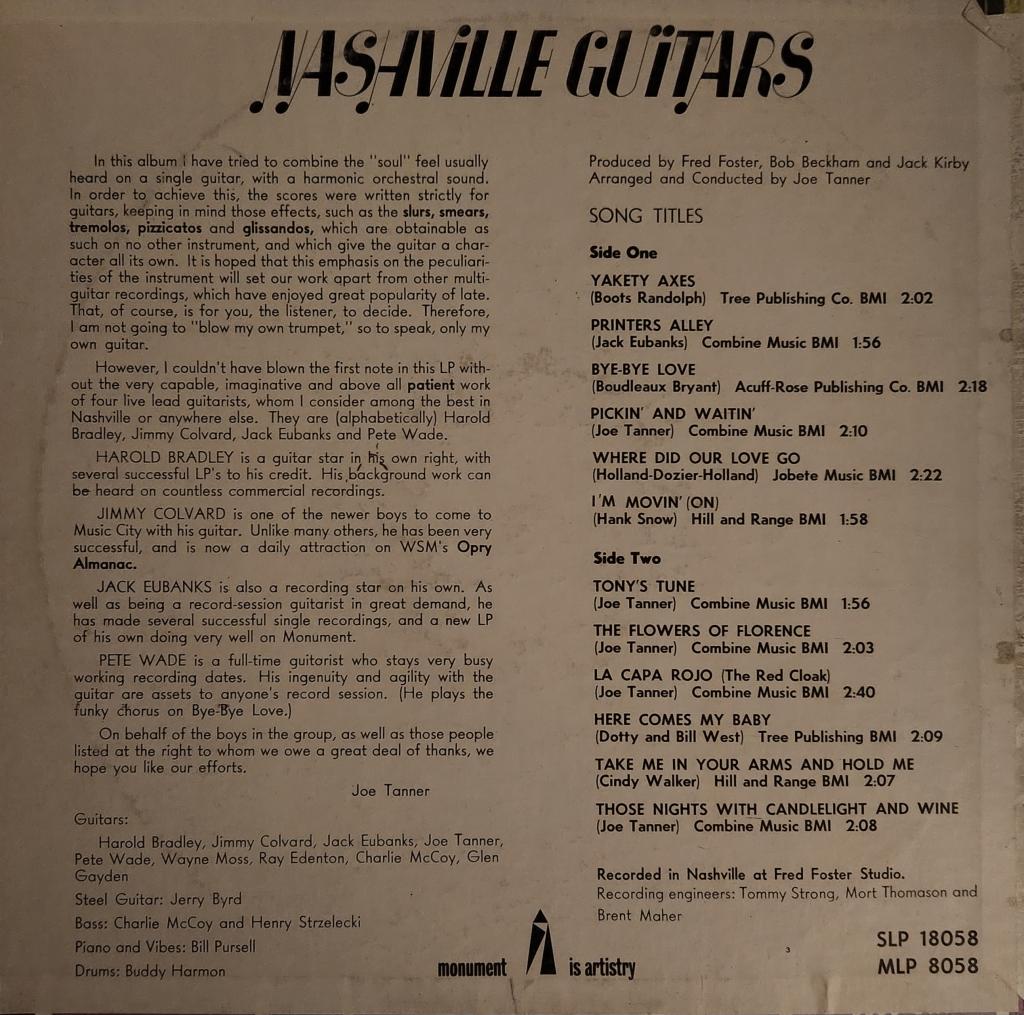 NASHVILLE GUITARS
In this album I have tried to combine the "soul" feel usually
heard on a single guitar, with a harmonic orchestral sound.
In order to achieve this, the scores were written strictly for
guitars, keeping in mind those effects, such as the slurs, smears,
tremolos, pizzicatos and glissandos, which are obtainable as
such on no other instrument, and which give the guitar a char-
acter all its own. It is hoped that this emphasis on the peculiari-
ties of the instrument will set our work apart from other multi-
guitar recordings, which have enjoyed great popularity of late.
That, of course, is for you, the listener, to decide. Therefore,
I am not going to "blow my own trumpet," so to speak, only my
own guitar.
However, I couldn't have blown the first note in this LP with-
out the very capable, imaginative and above all patient work
of four live lead guitarists, whom I consider among the best in
Nashville or anywhere else. They are (alphabetically) Harold
Bradley, Jimmy Colvard, Jack Eubanks and Pete Wade.
HAROLD BRADLEY is a guitar star in his own right, with
several successful LP's to his credit. His background work can
be heard on countless commercial recordings.
JIMMY COLVARD is one of the newer boys to come to
Music City with his guitar. Unlike many others, he has been very
successful, and is now a daily attraction on WSM's Opry
Almanac.
JACK EUBANKS is also a recording star on his own. As
well as being a record-session guitarist in great demand, he
has made several successful single recordings, and a new LP
of his own doing very well on Monument.
PETE WADE is a full-time guitarist who stays very busy
working recording dates. His ingenuity and agility with the
guitar are assets to anyone's record session. (He plays the
funky chorus on Bye-Bye Love.)
On behalf of the boys in the group, as well as those people
listed at the right to whom we owe a great deal of thanks, we
hope you like our efforts.
Joe Tanner
Guitars:
Harold Bradley, Jimmy Colvard, Jack Eubanks, Joe Tanner,
Pete Wade, Wayne Moss, Ray Edenton, Charlie McCoy, Glen
Gayden
Steel Guitar: Jerry Byrd
Bass: Charlie McCoy and Henry Strzelecki
Piano and Vibes: Bill Pursell
Drums: Buddy Harmon
Produced by Fred Foster, Bob Beckham and Jack Kirby
Arranged and Conducted by Joe Tanner
SONG TITLES
Side One
YAKETY AXES
(Boots Randolph) Tree Publishing Co. BMI 2:02
PRINTERS ALLEY
(Jack Eubanks) Combine Music BMI 1:56
BYE-BYE LOVE
(Boudleaux Bryant) Acuff-Rose Publishing Co. BMI 2:18
PICKIN' AND WAITIN'
(Joe Tanner) Combine Music BMI 2:10
WHERE DID OUR LOVE GO
(Holland-Dozier-Holland) Jobete Music BMI 2:22
I'M MOVIN' (ON)
(Hank Snow) Hill and Range BMI 1:58
Side Two
TONY'S TUNE
(Joe Tanner) Combine Music BMI 1:56
THE FLOWERS OF FLORENCE
(Joe Tanner) Combine Music BMI 2:03
LA CAPA ROJO (The Red Cloak)
(Joe Tanner) Combine Music BMI 2:40
HERE COMES MY BABY
(Dotty and Bill West) Tree Publishing BMI 2:09
TAKE ME IN YOUR ARMS AND HOLD ME
(Cindy Walker) Hill and Range BMI 2:07
THOSE NIGHTS WITH CANDLELIGHT AND WINE
(Joe Tanner) Combine Music BMI 2:08
Recorded in Nashville at Fred Foster Studio.
Recording engineers: Tommy Strong, Mort Thomason and
Brent Maher
3
SLP 18058
MLP 8058
monument is artistry